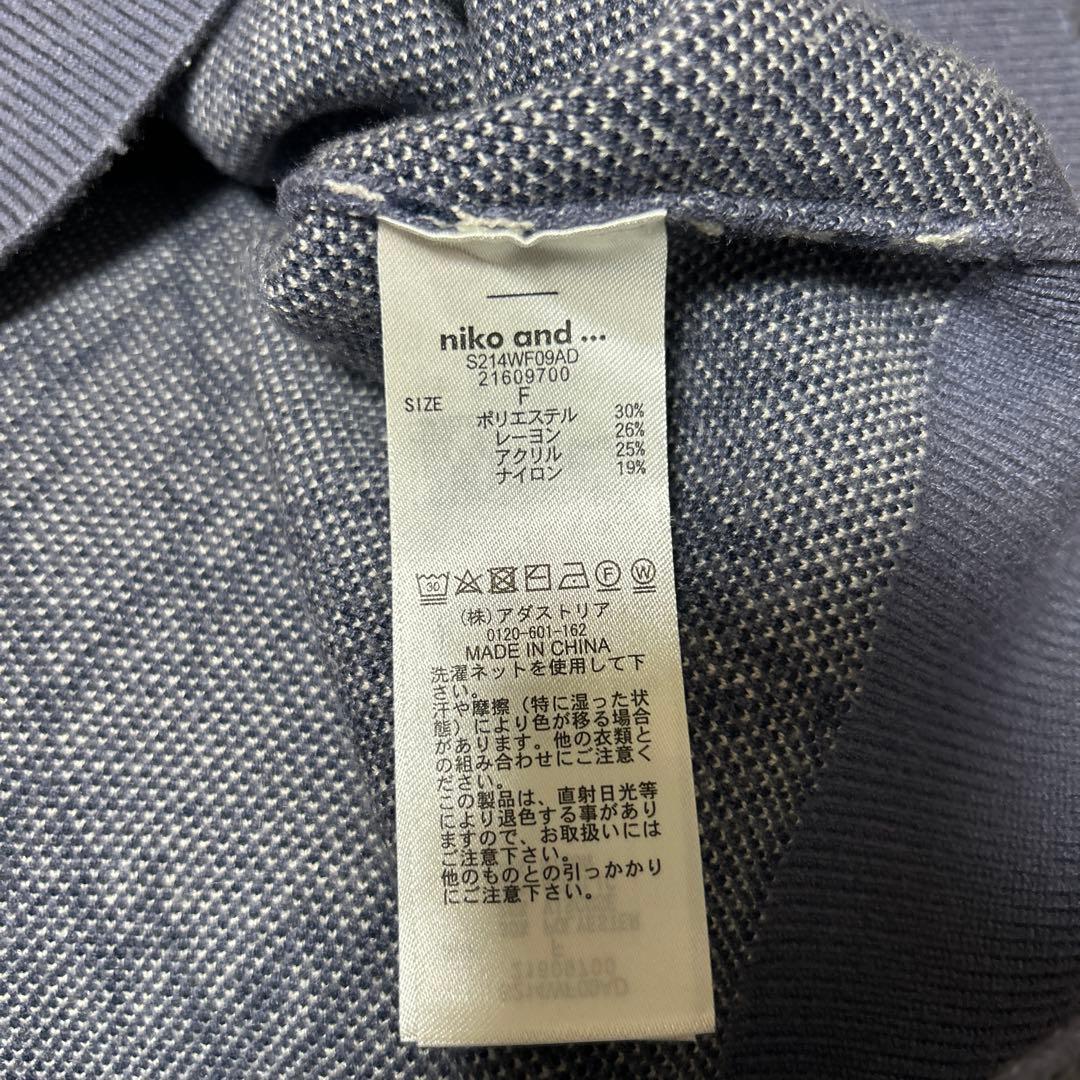 niko and ...
S214WF09AD
21609700
SIZE F
ポリエステル 30%
レーヨン 26%
アクリル 25%
ナイロン 19%
30 F W
(株)アダストリア
0120-601-162
MADE IN CHINA
洗濯ネットを使用して下
さい。
汗や摩擦(特に湿った状
態)により色が移る場合
があります。他の衣類と
の組み合わせにご注意く
ださい。
この製品は、直射日光等
により退色する事があり
ますので、お取扱いには
ご注意下さい。
他のものとの引っかかり
にご注意下さい。
POLYESTER
F
21609700
S214WF09AD